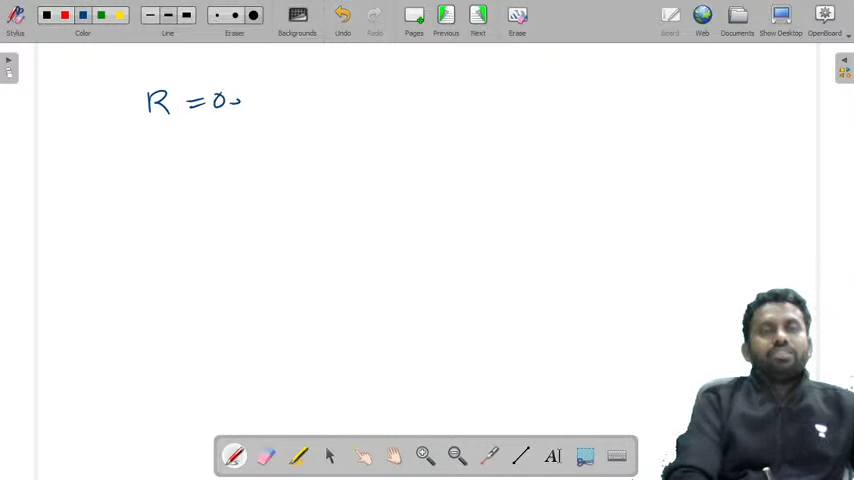 Stylus
Color
Line
Eraser
Backgrounds
Undo
Redo
Pages
Previous
Next
Erase
Board
Web
Documents
Show Desktop
OpenBoard
R = 0.